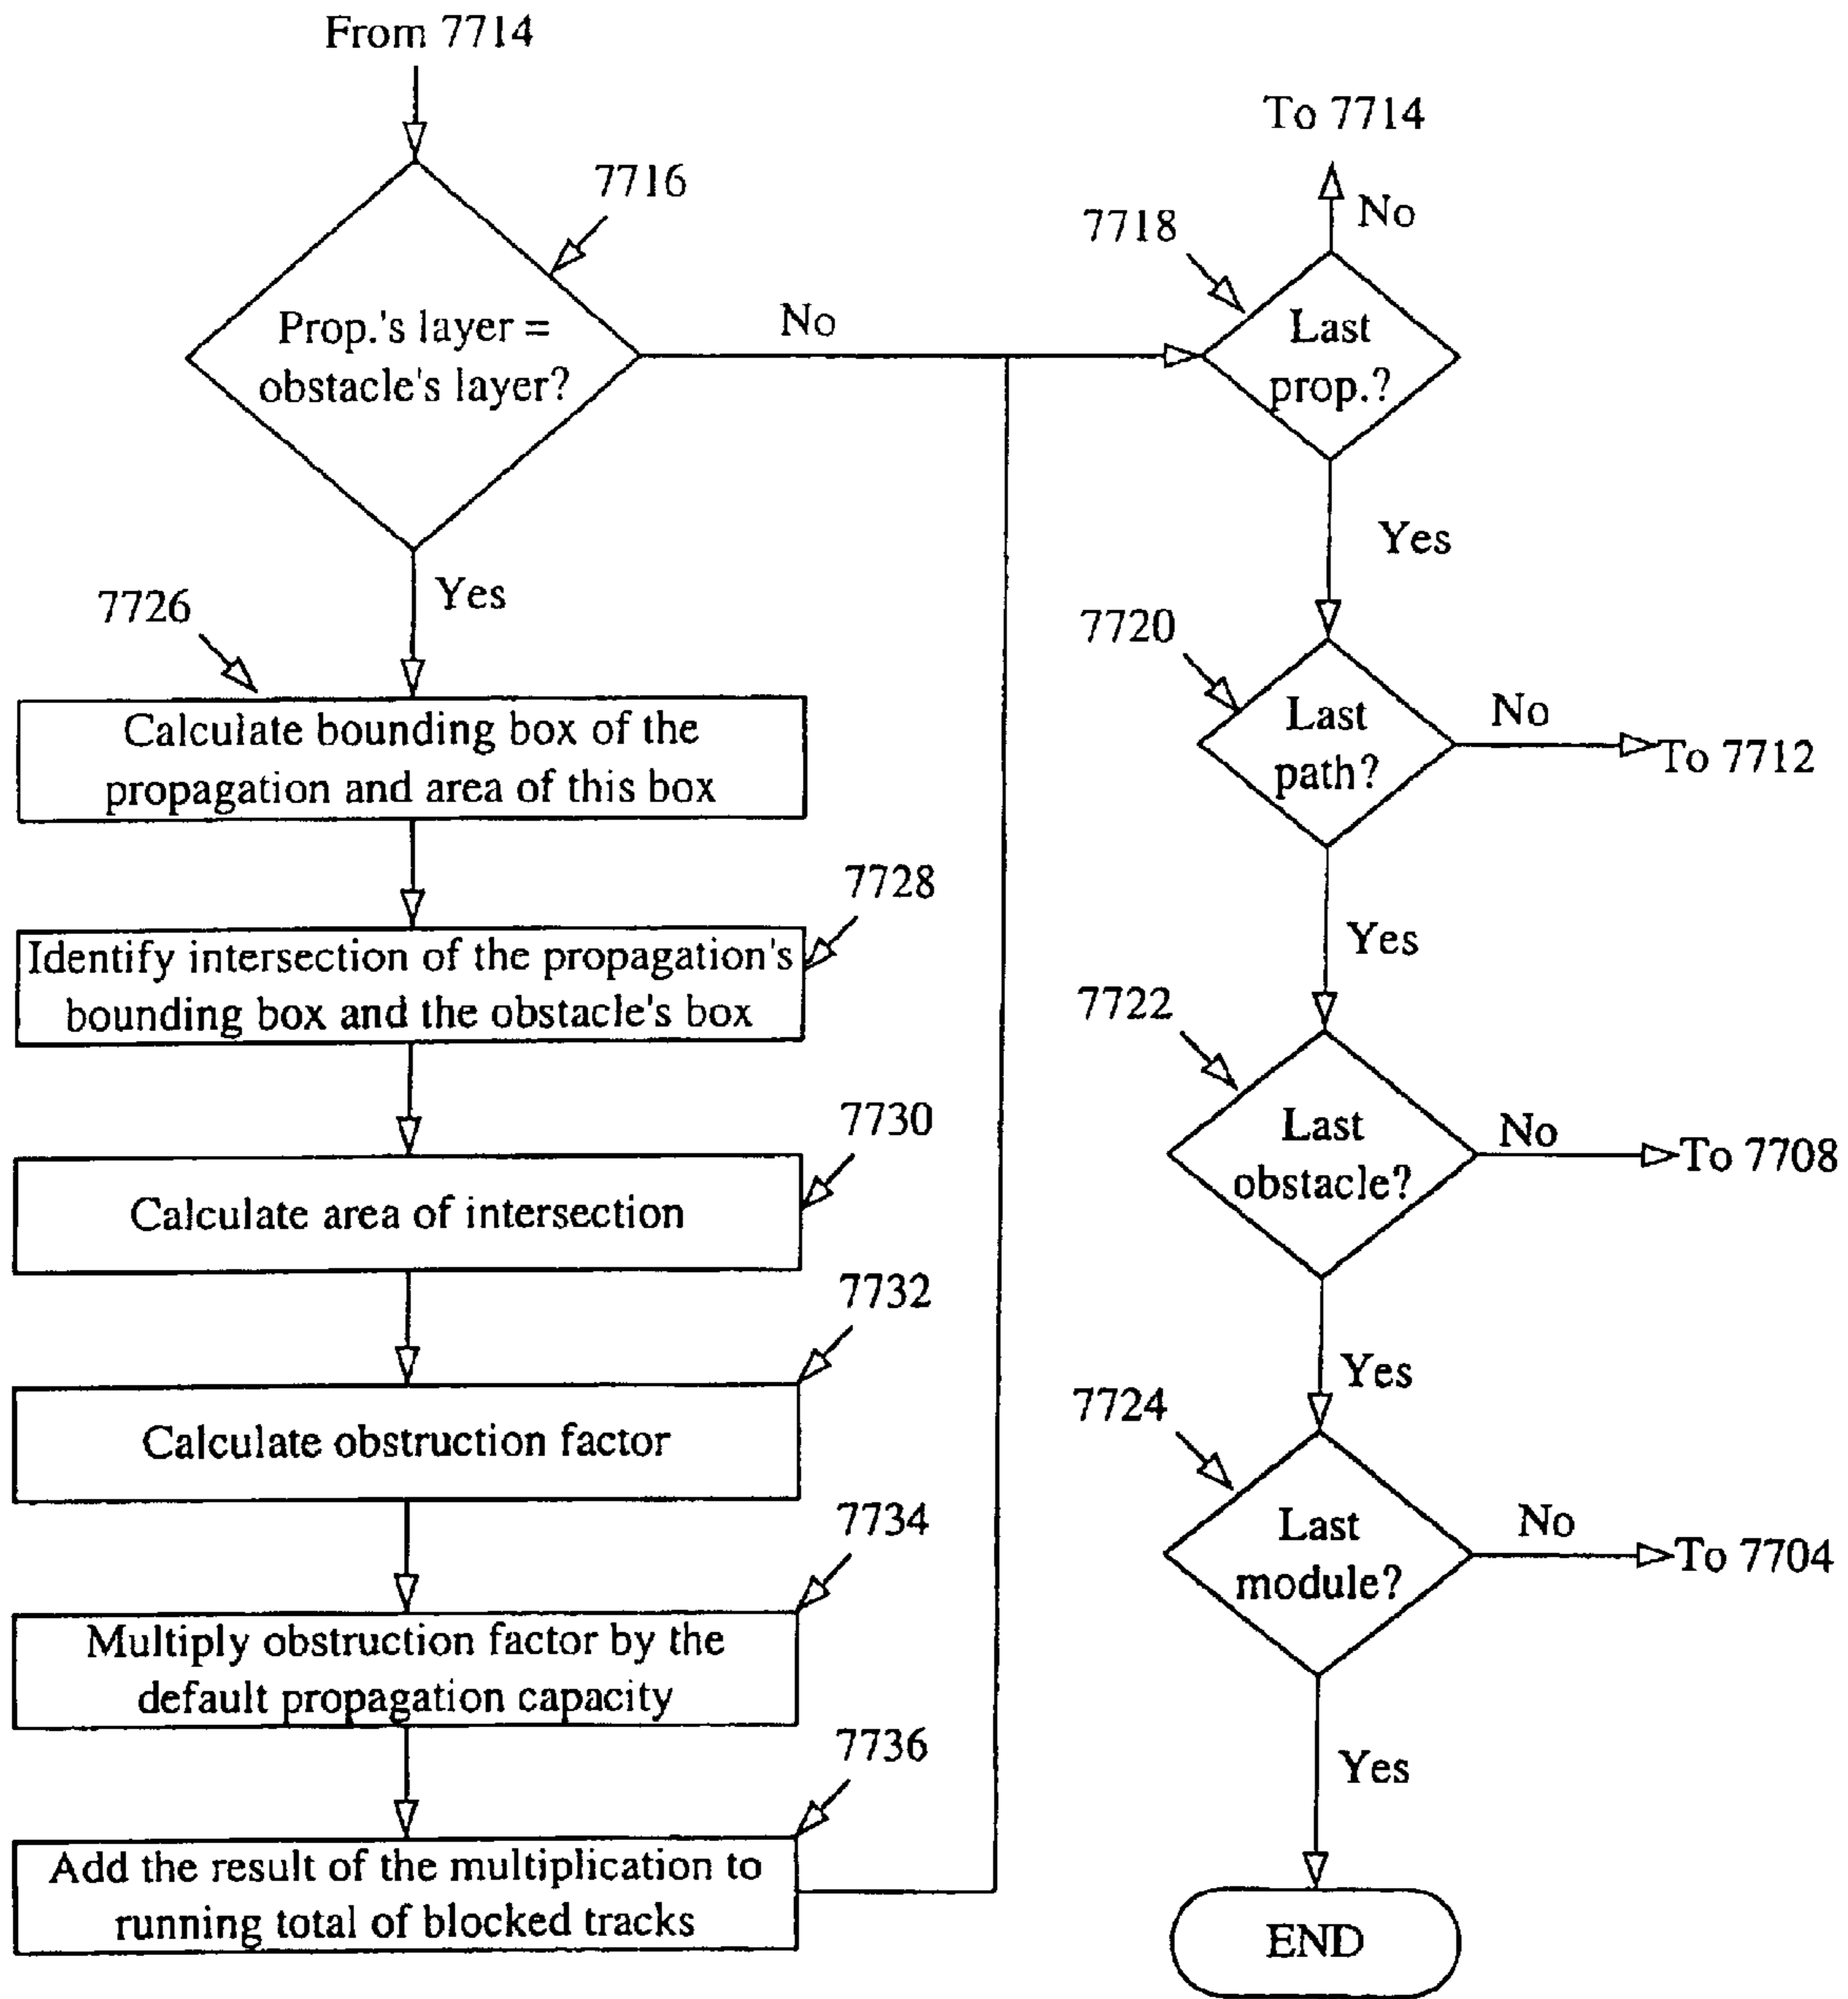 From 7714
7716
Prop.'s layer =
obstacle's layer?
No
Yes
7726
Calculate bounding box of the
propagation and area of this box
7728
Identify intersection of the propagation's
bounding box and the obstacle's box
7730
Calculate area of intersection
7732
Calculate obstruction factor
7734
Multiply obstruction factor by the
default propagation capacity
7736
Add the result of the multiplication to
running total of blocked tracks
To 7714
No
7718
Last
prop.?
Yes
7720
Last
path?
No
To 7712
Yes
7722
Last
obstacle?
No
To 7708
Yes
7724
Last
module?
No
To 7704
Yes
END